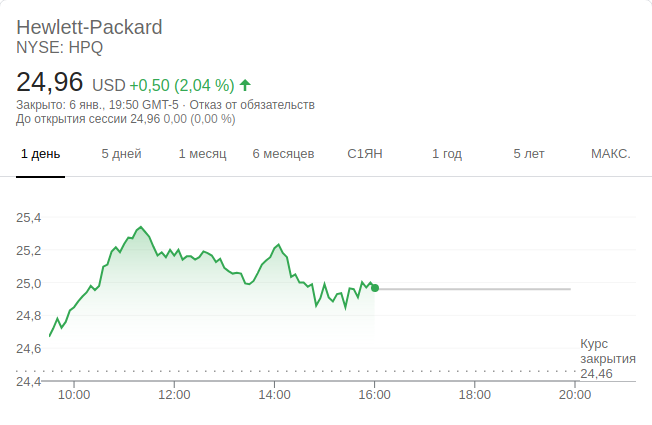 Hewlett-Packard
NYSE: HPQ
24,96 USD +0,50 (2,04 %)
Закрыто: 6 янв., 19:50 GMT-5 · Отказ от обязательств
До открытия сессии 24,96 0,00 (0,00 %)
1 день 5 дней 1 месяц 6 месяцев С1ЯН 1 год 5 лет МАКС.
25,4
25,2
25,0
24,8
24,6
24,4
Курс
закрытия
24,46
10:00 12:00 14:00 16:00 18:00 20:00